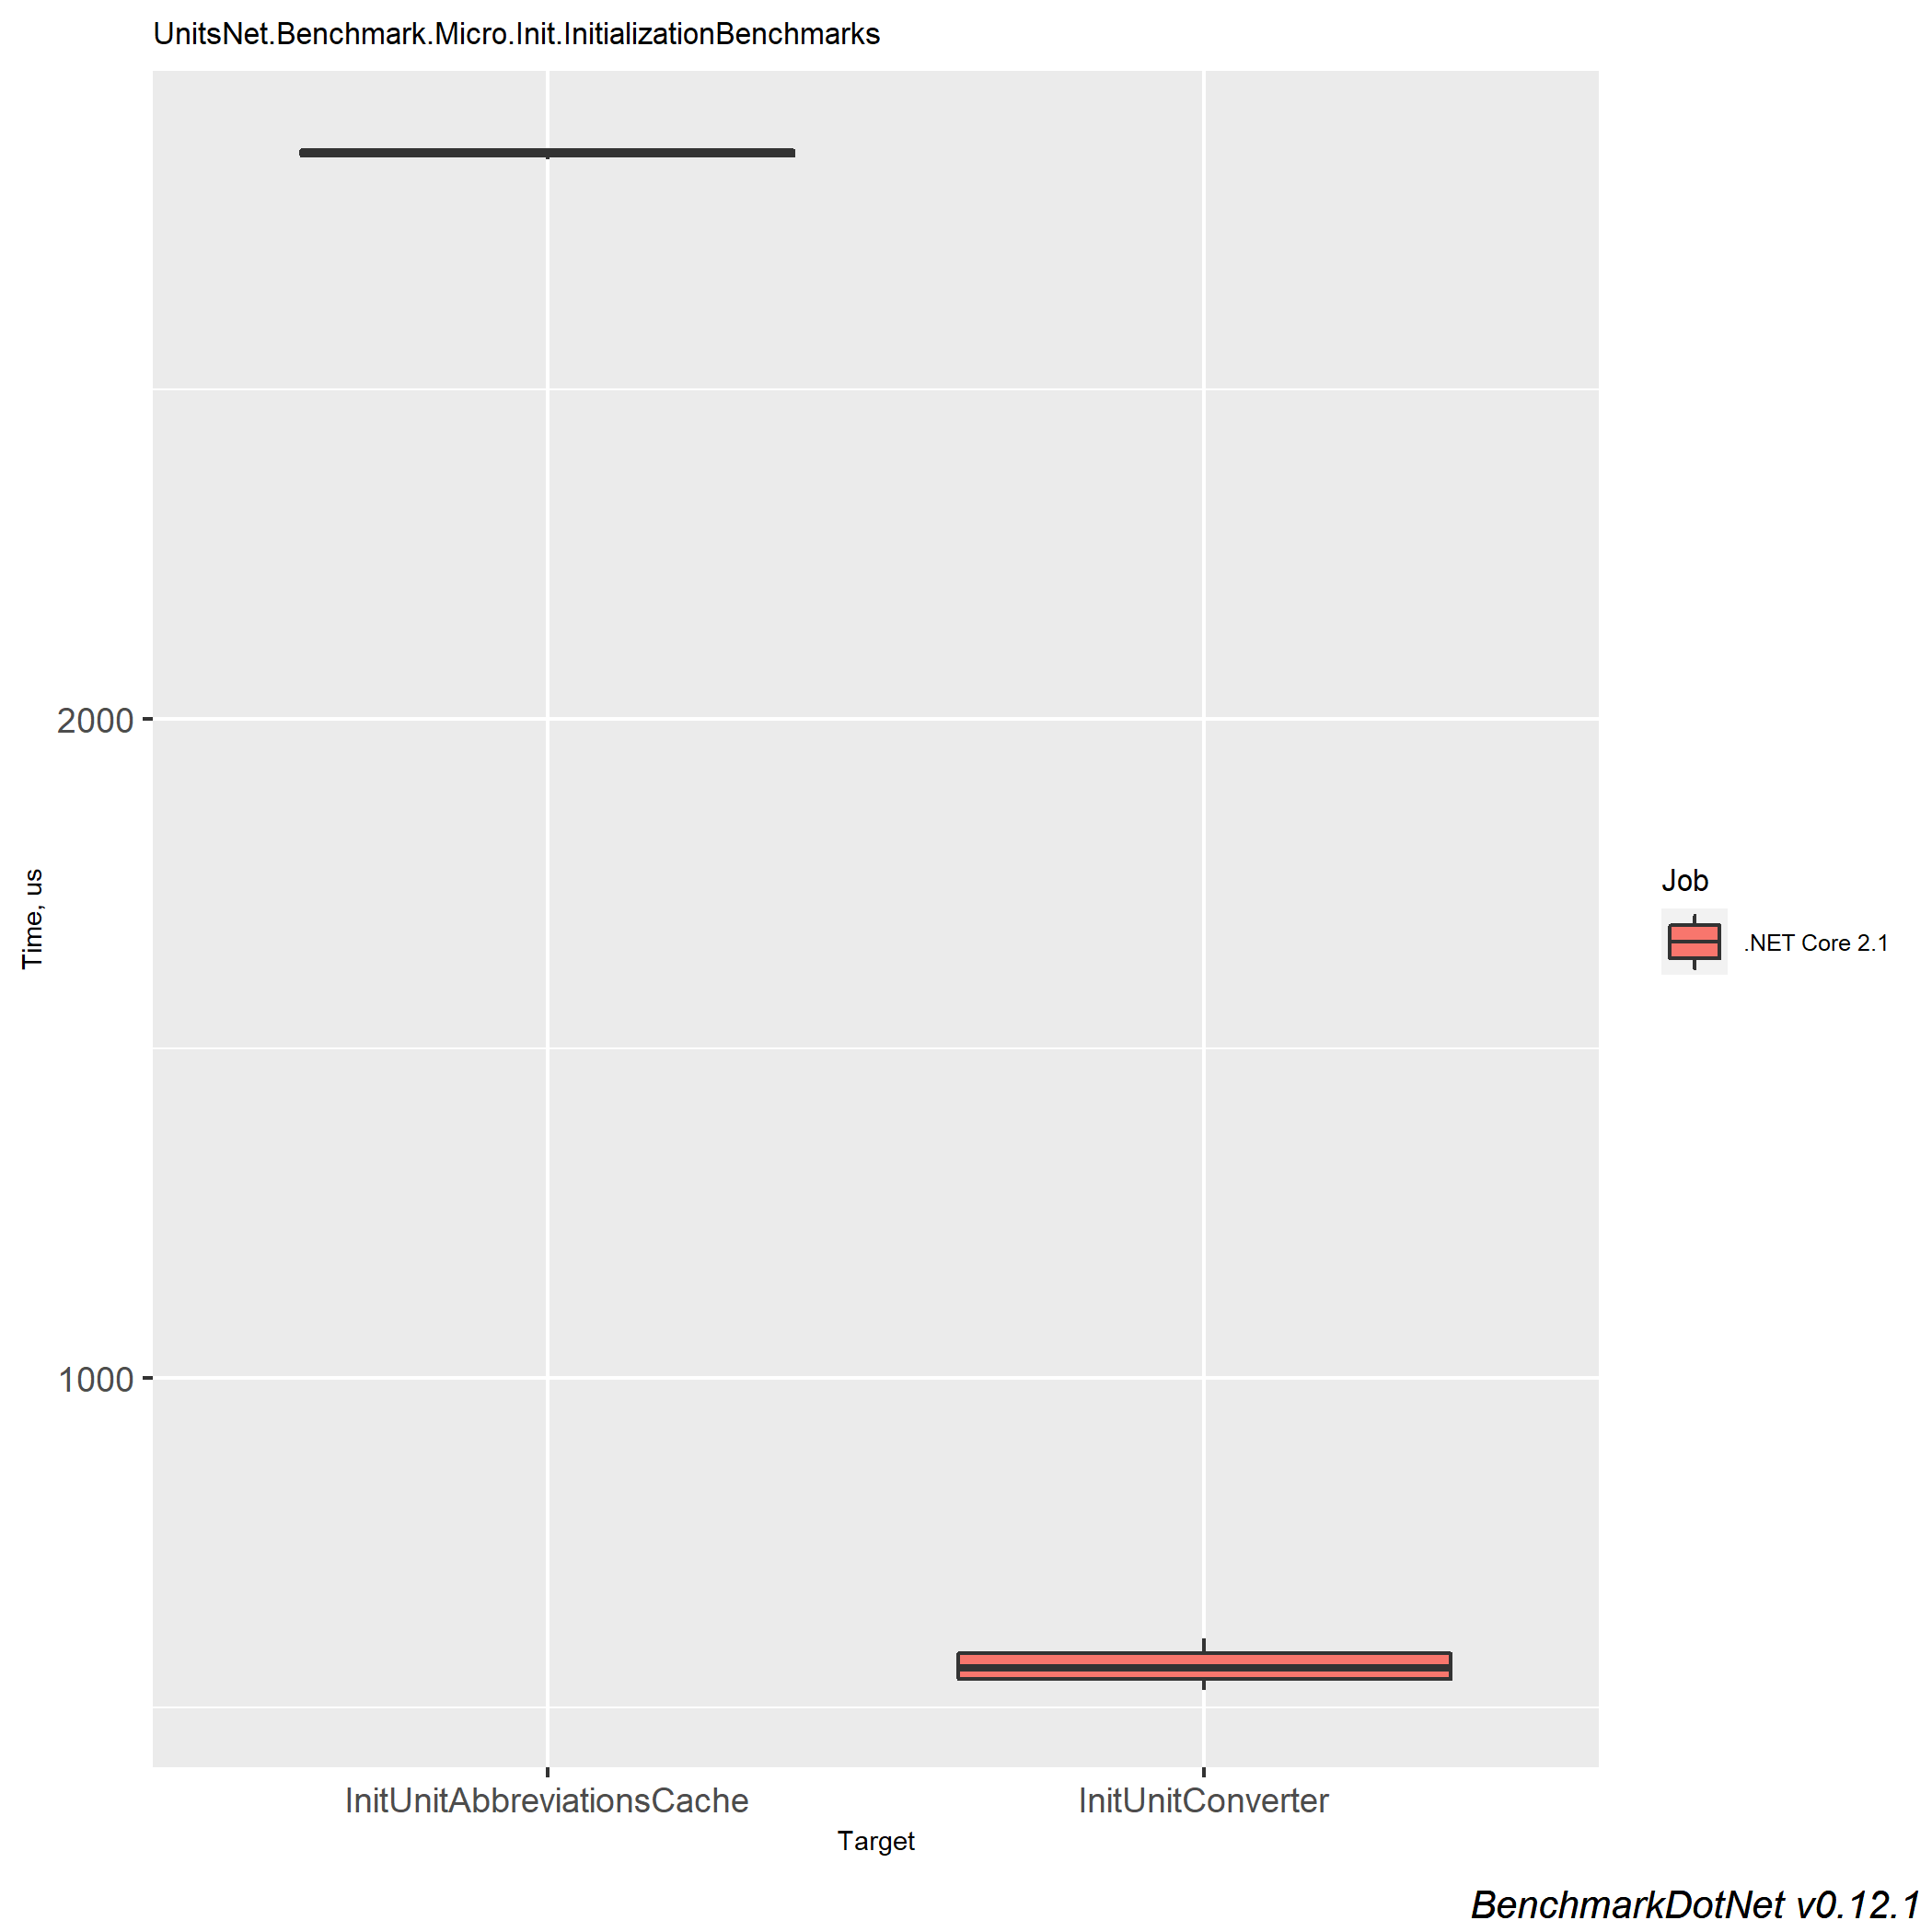 UnitsNet.Benchmark.Micro.Init.InitializationBenchmarks
2000
1000
Time, us
InitUnitAbbreviationsCache
InitUnitConverter
Target
Job
.NET Core 2.1
BenchmarkDotNet v0.12.1